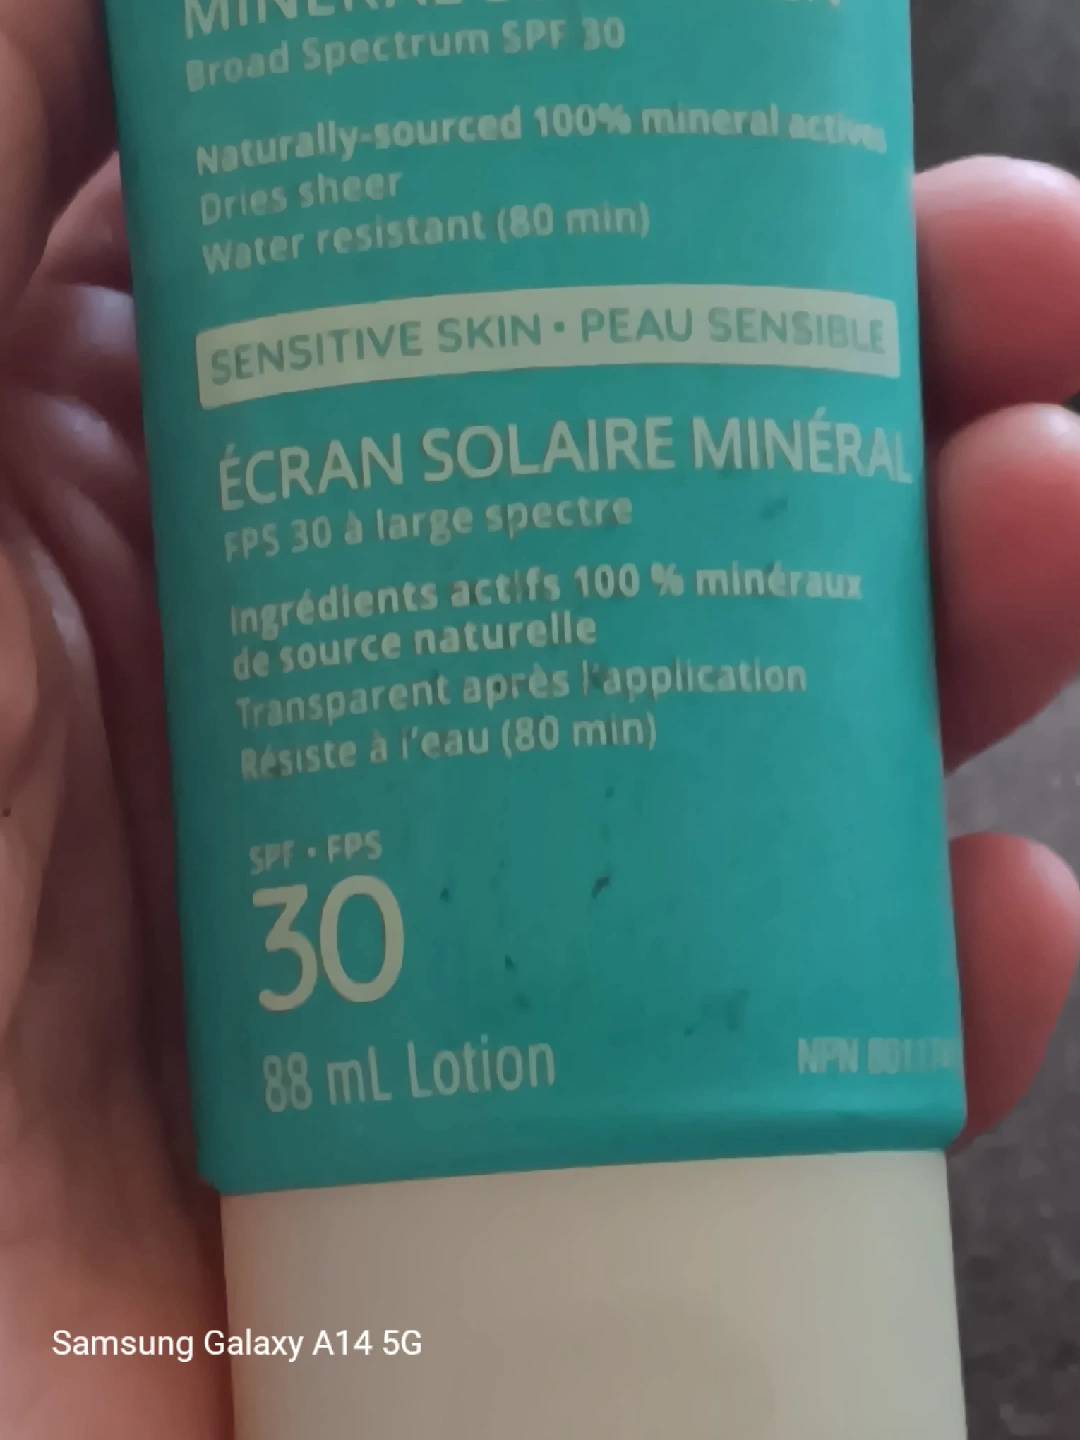 MINERAL
Broad Spectrum SPF 30
Naturally-sourced 100% mineral actives
Dries sheer
Water resistant (80 min)
SENSITIVE SKIN • PEAU SENSIBLE
ÉCRAN SOLAIRE MINÉRAL
FPS 30 à large spectre
Ingrédients actifs 100 % minéraux
de source naturelle
Transparent après l'application
Résiste à l'eau (80 min)
SPF • FPS
30
88 mL Lotion
NPN
Samsung Galaxy A14 5G